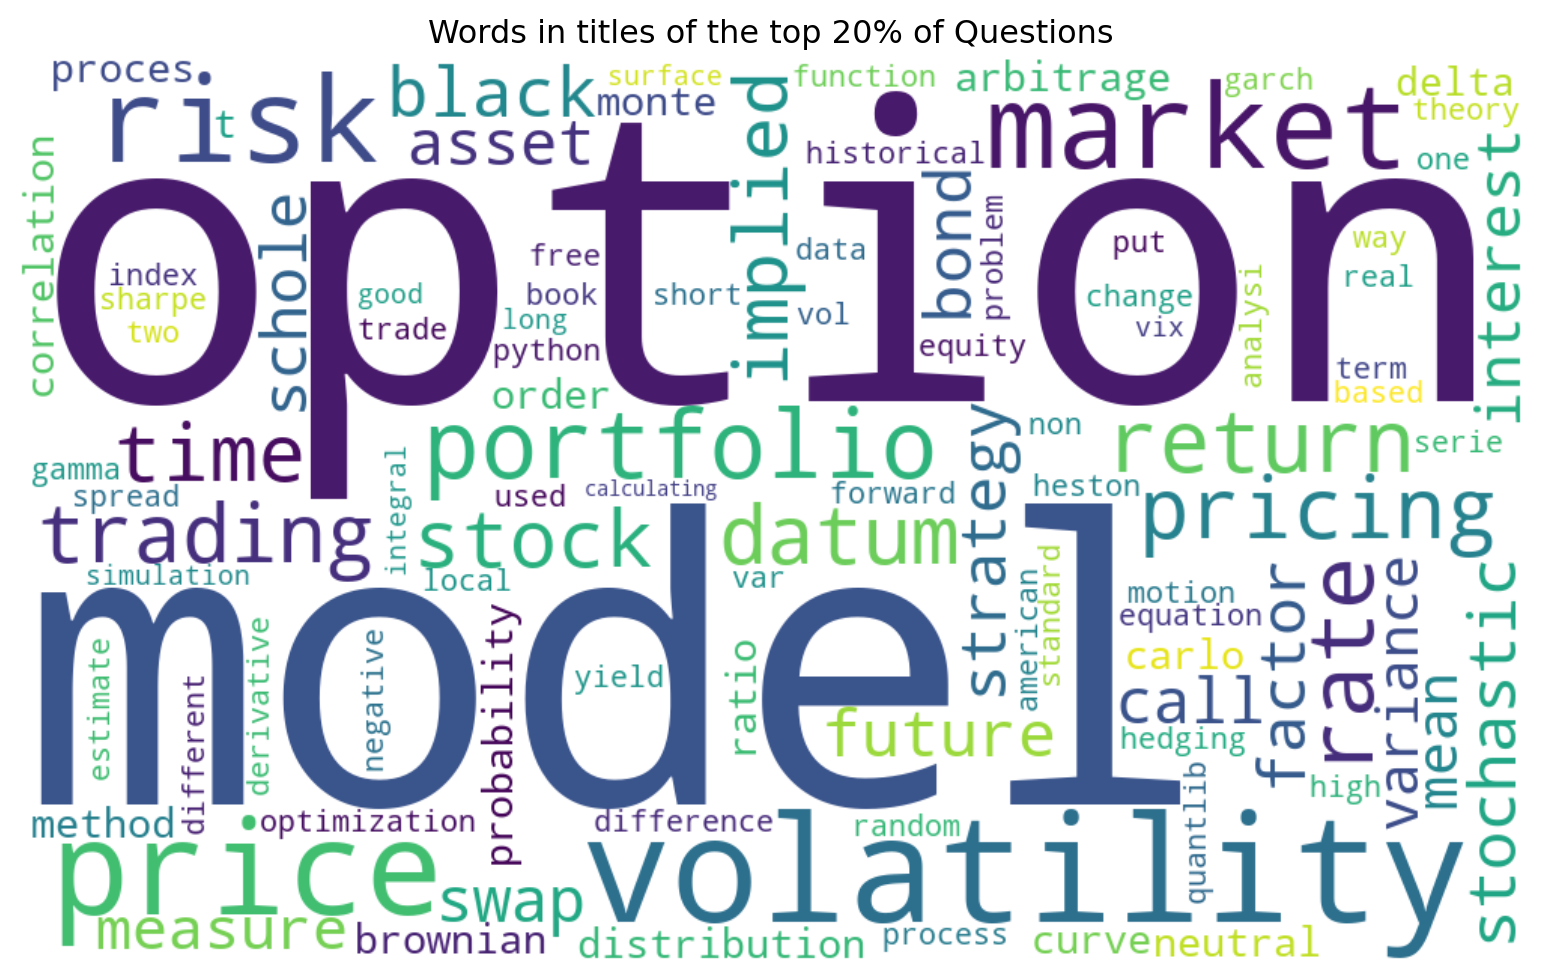 Words in titles of the top 20% of Questions
proces
risk
t
black
asset
surface
monte
implied
function
historical
arbitrage
market
garch
delta
theory
one
interest
correlation
option
index
sharpe
two
schole
good
trade
free
book
long
python
short
data
vol
bond
problem
equity
put
change
vix
analysi
way
real
term
based
order
time
gamma
spread
portfolio
integral
used
calculating
forward
strategy
non
heston
return
serie
pricing
trading
simulation
stock
local
datum
var
model
estimate
different
derivative
negative
probability
yield
ratio
future
american
standard
motion
equation
carlo
call
hedging
factor
rate
variance
mean
high
stochastic
method
optimization
difference
random
quantlib
price
swap
volatility
measure
brownian
distribution
process
curve
neutral